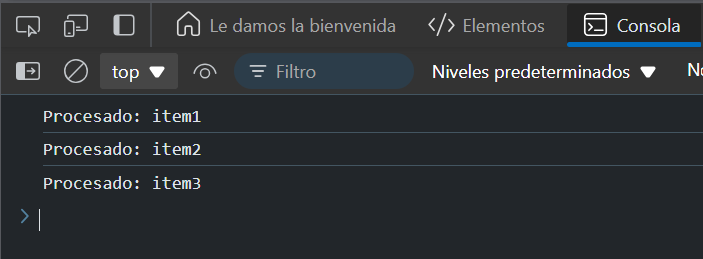 Le damos la bienvenida Elementos Consola
top Filtro Niveles predeterminados
Procesado: item1
Procesado: item2
Procesado: item3
>